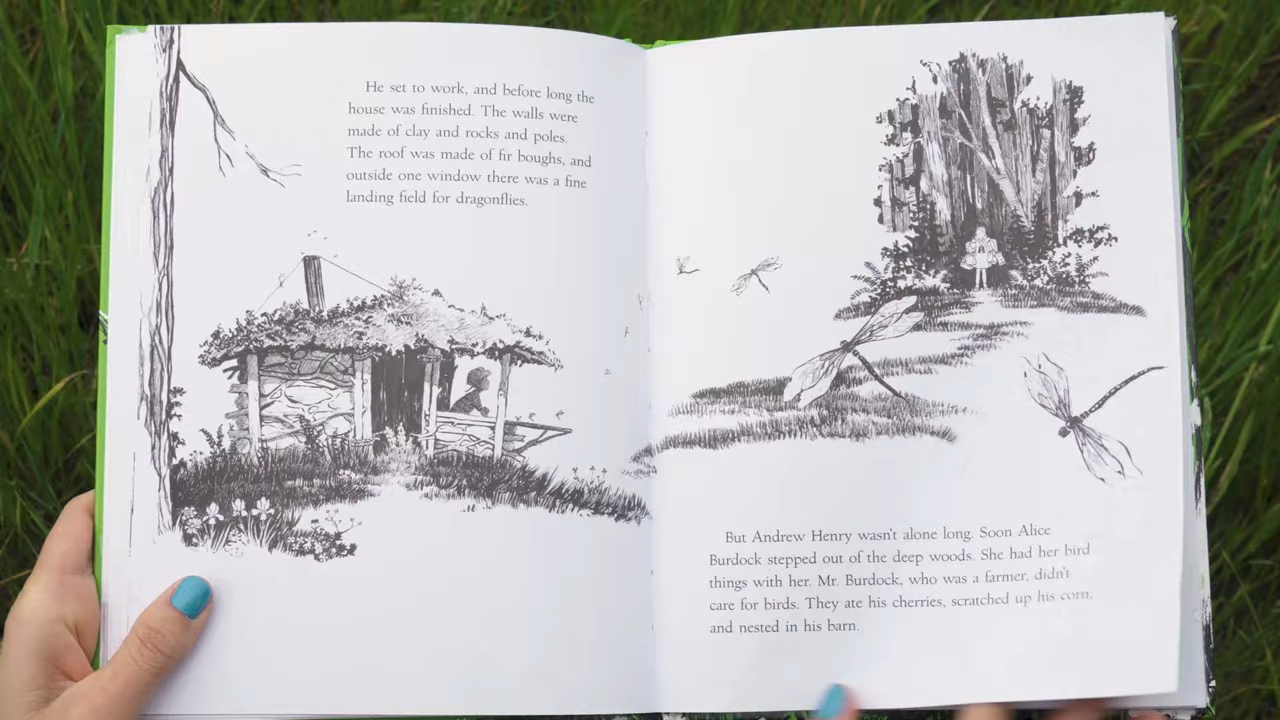 He set to work, and before long the
house was finished. The walls were
made of clay and rocks and poles.
The roof was made of fir boughs, and
outside one window there was a fine
landing field for dragonflies.
But Andrew Henry wasn't alone long. Soon Alice
Burdock stepped out of the deep woods. She had her bird
things with her. Mr. Burdock, who was a farmer, didn't
care for birds. They ate his cherries, scratched up his corn,
and nested in his barn.